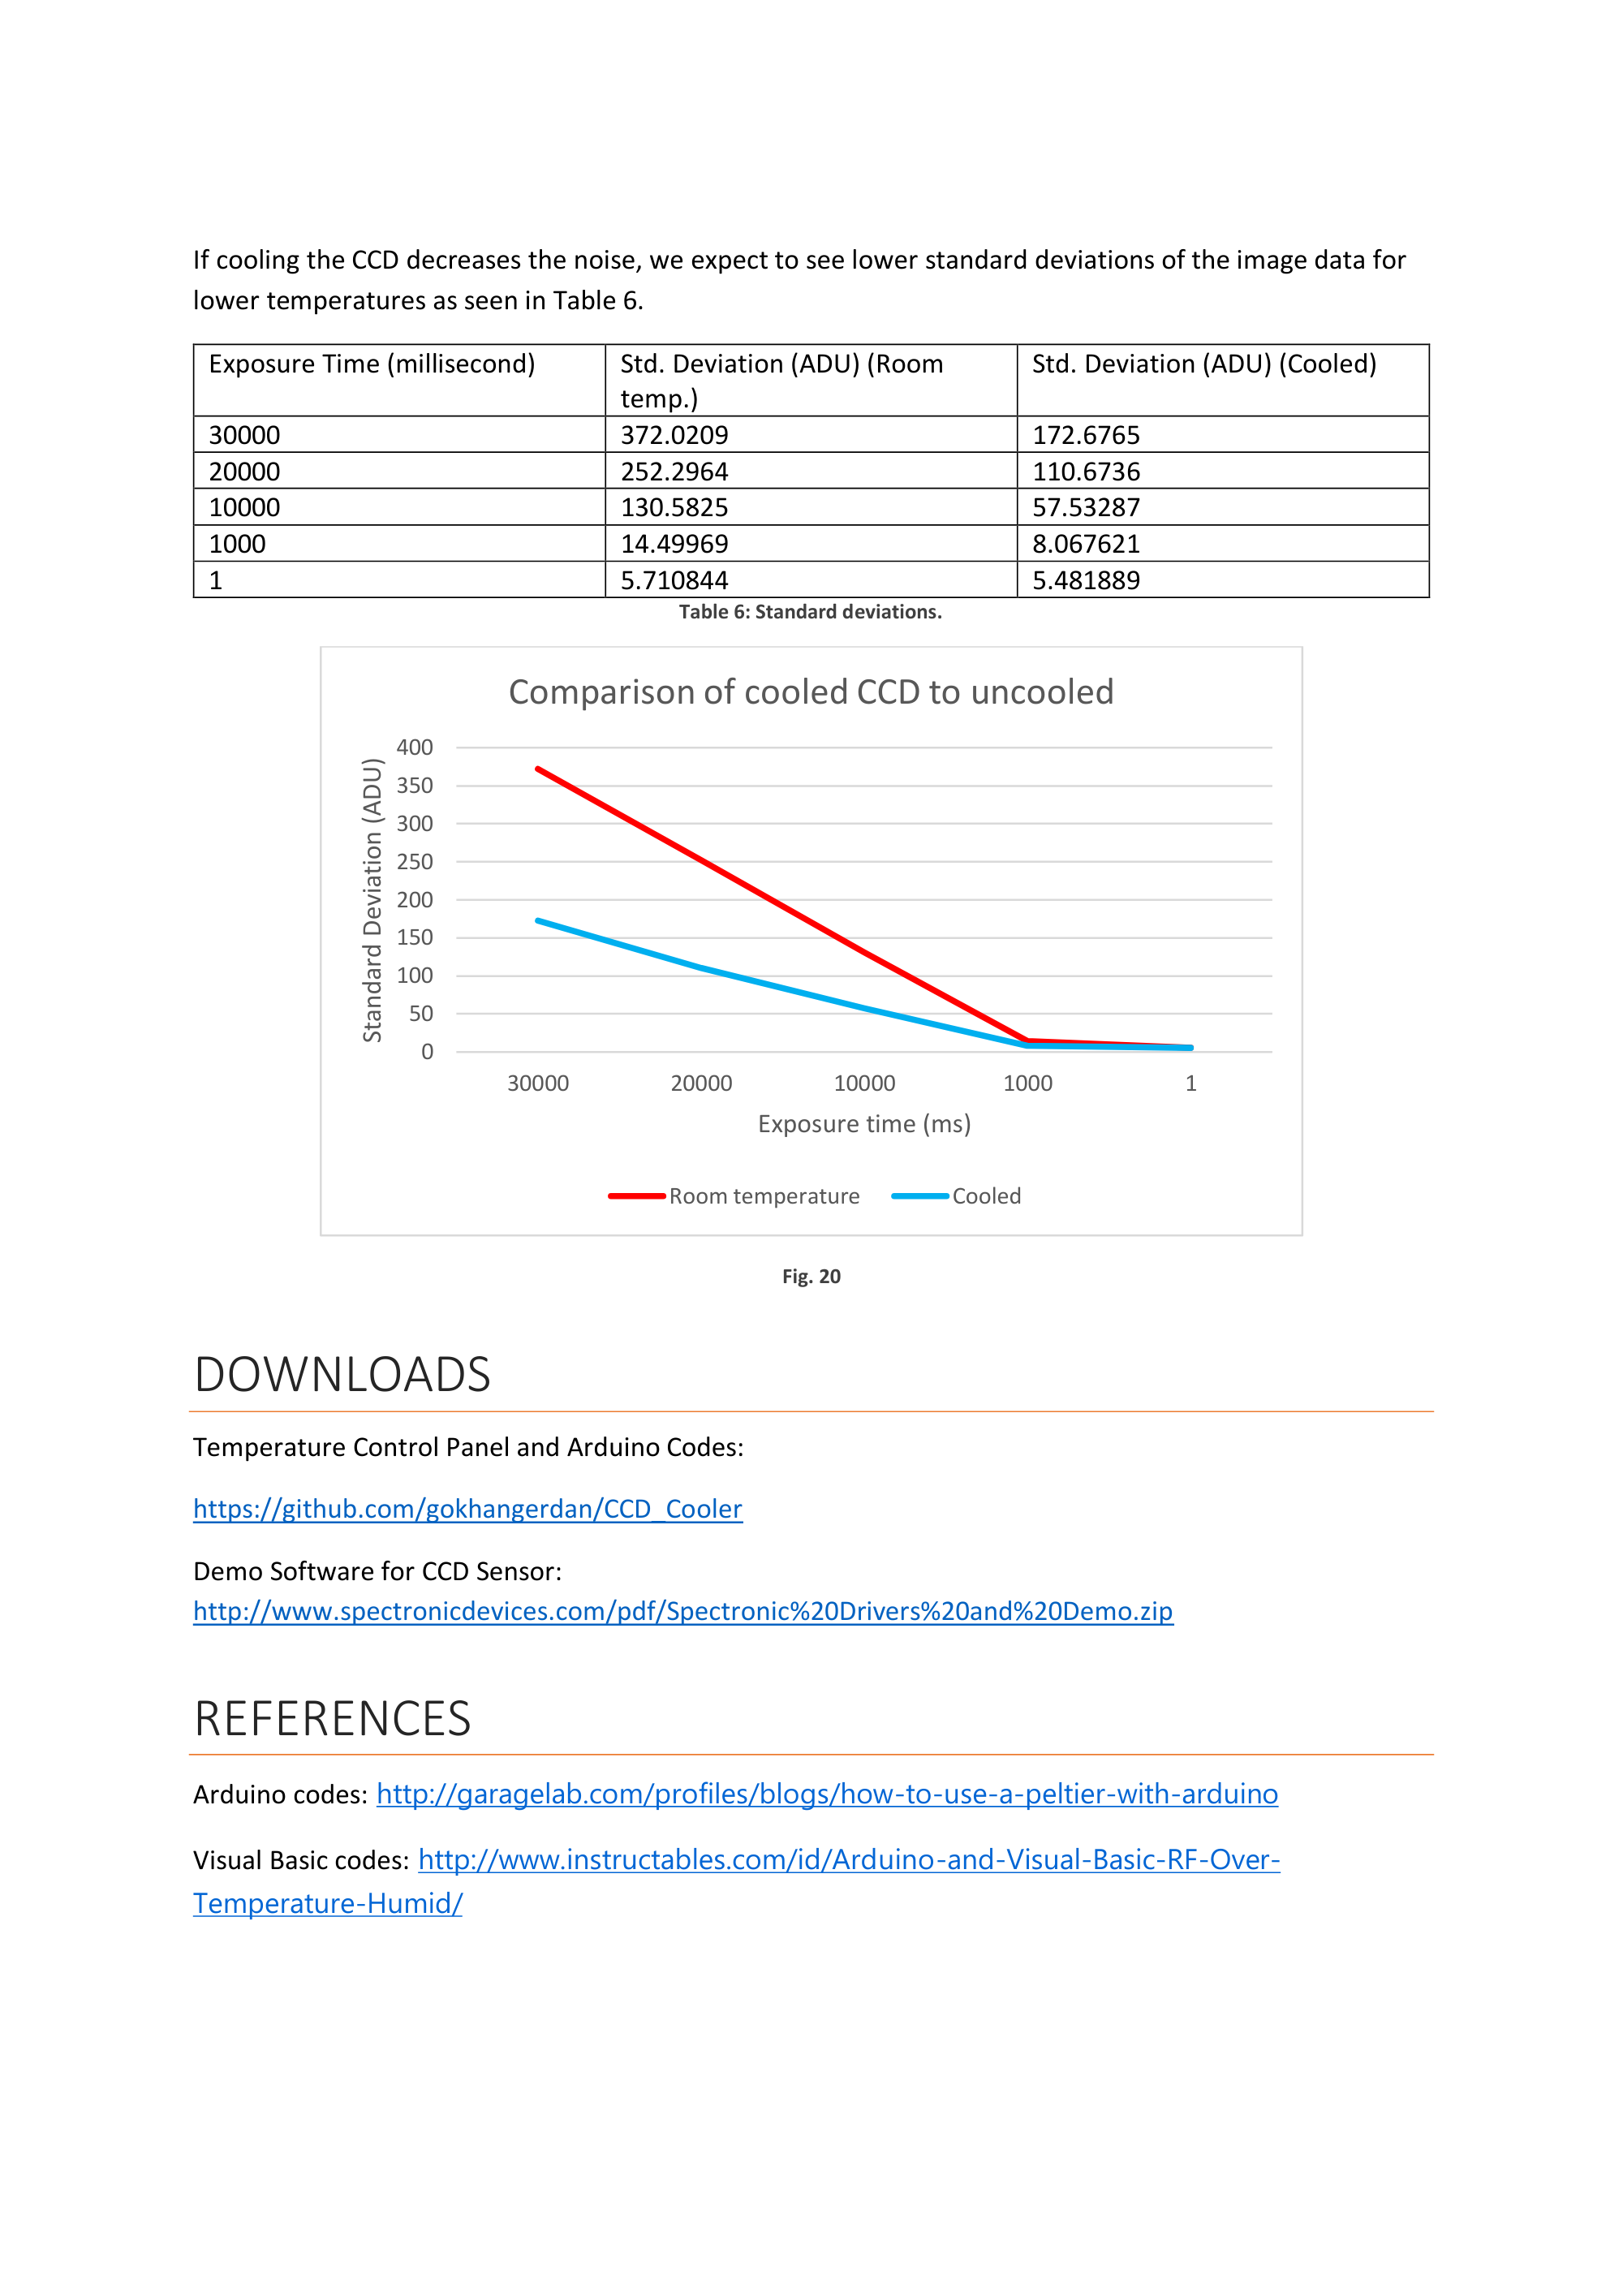 If cooling the CCD decreases the noise, we expect to see lower standard deviations of the image data for
lower temperatures as seen in Table 6.
Exposure Time (millisecond) Std. Deviation (ADU) (Room temp.) Std. Deviation (ADU) (Cooled)
30000 372.0209 172.6765
20000 252.2964 110.6736
10000 130.5825 57.53287
1000 14.49969 8.067621
1 5.710844 5.481889
Table 6: Standard deviations.
Comparison of cooled CCD to uncooled
Standard Deviation (ADU)
400
350
300
250
200
150
100
50
0
30000 20000 10000 1000 1
Exposure time (ms)
Room temperature Cooled
Fig. 20
DOWNLOADS
Temperature Control Panel and Arduino Codes:
https://github.com/gokhangerdan/CCD_Cooler
Demo Software for CCD Sensor:
http://www.spectronicdevices.com/pdf/Spectronic%20Drivers%20and%20Demo.zip
REFERENCES
Arduino codes: http://garagelab.com/profiles/blogs/how-to-use-a-peltier-with-arduino
Visual Basic codes: http://www.instructables.com/id/Arduino-and-Visual-Basic-RF-Over-
Temperature-Humid/